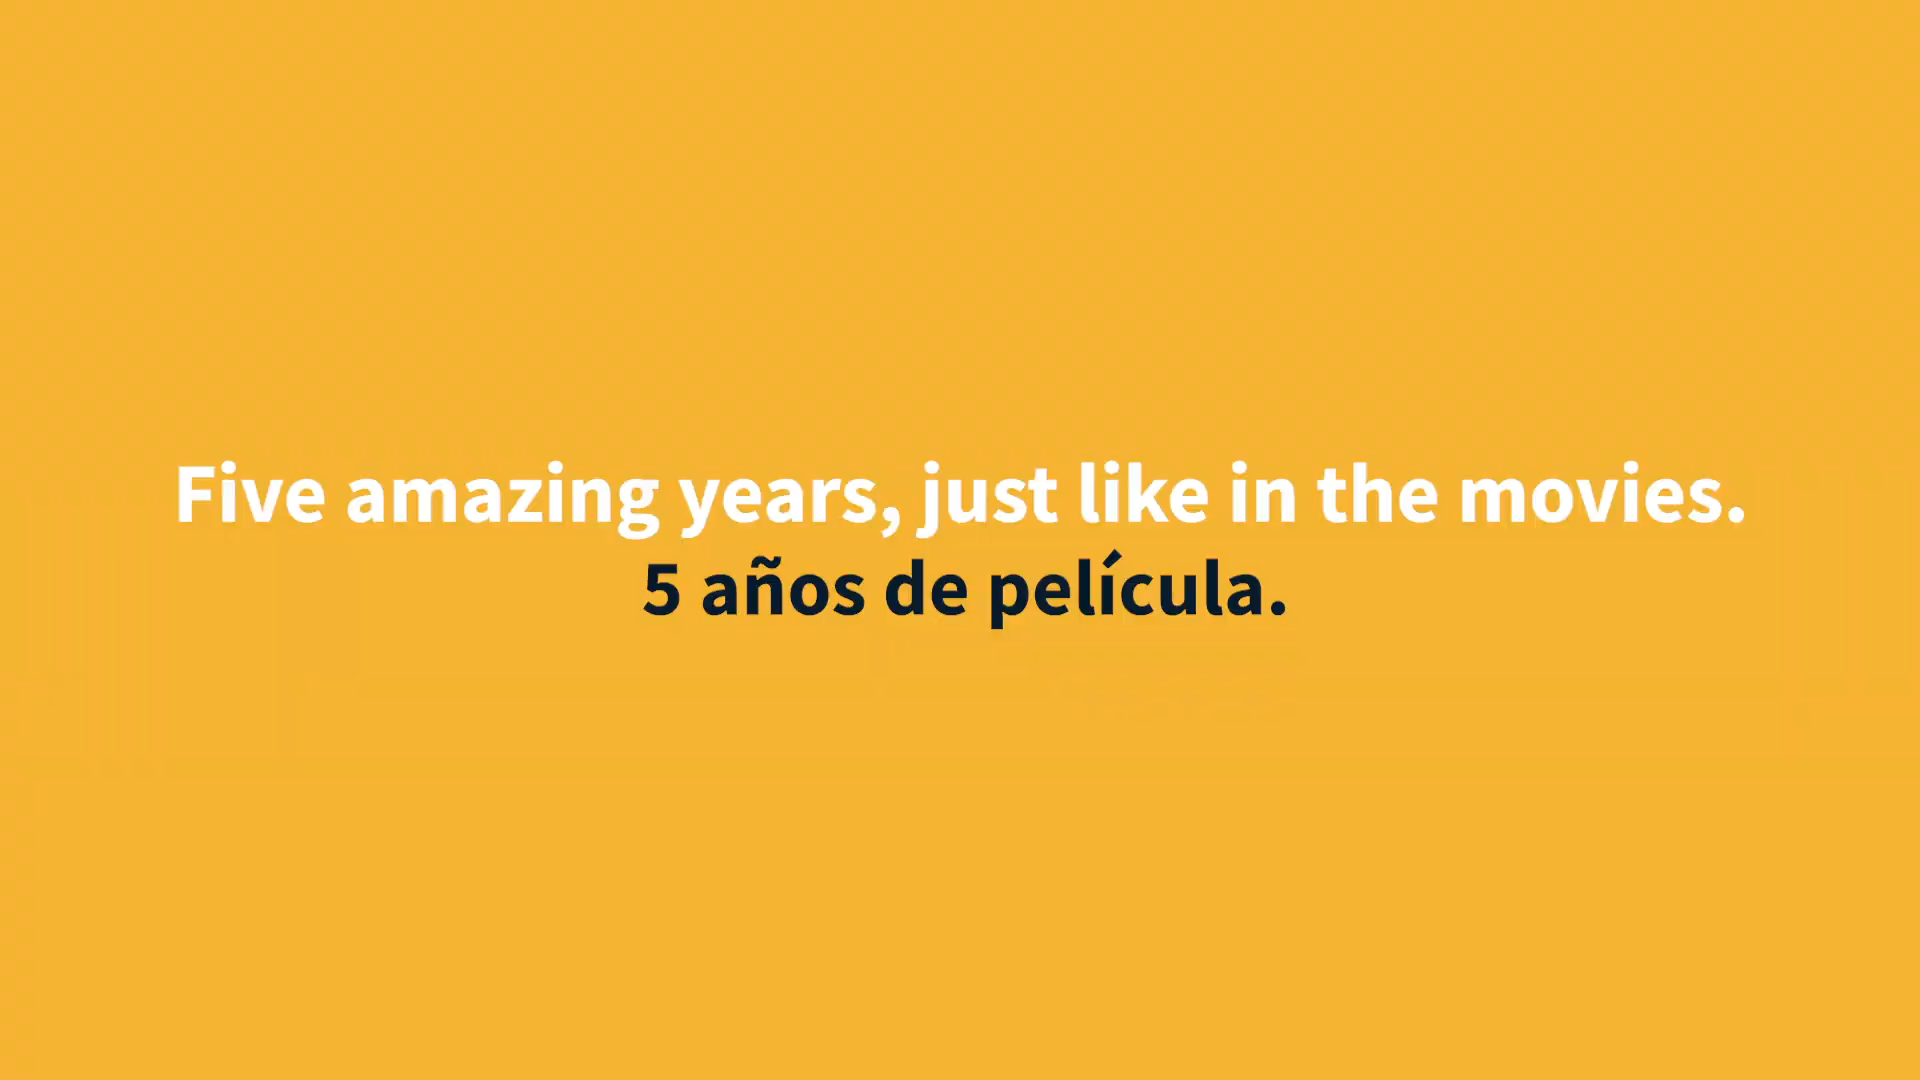 Five amazing years, just like in the movies.
5 años de película.